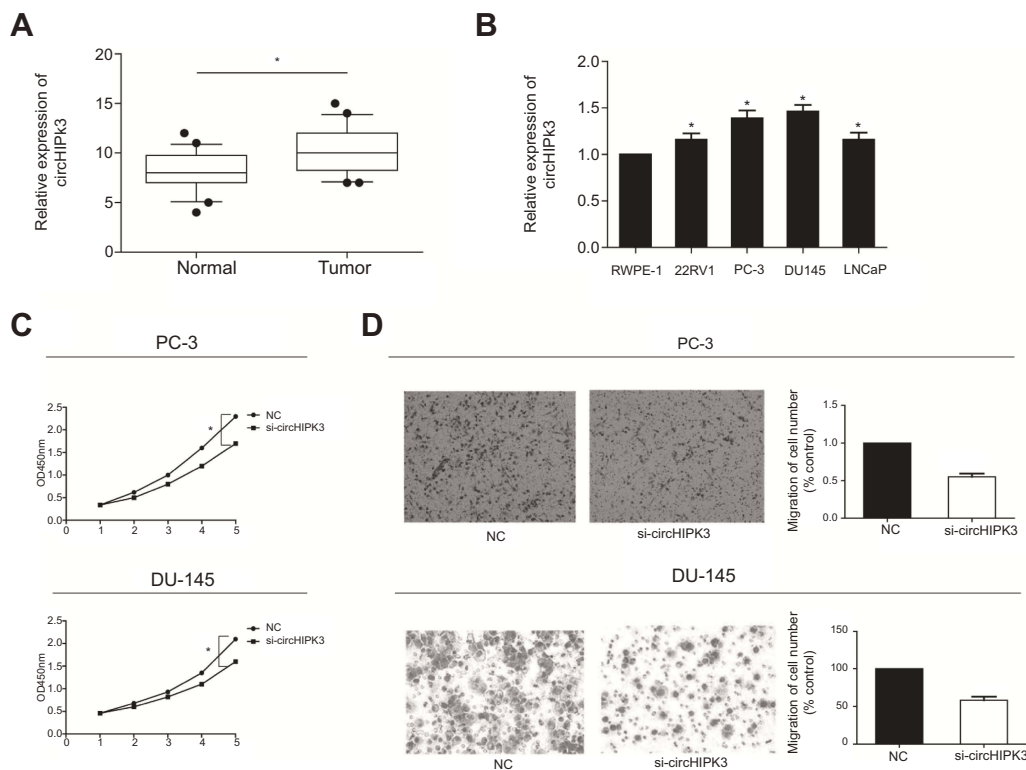 A
Relative expression of
circHIPk3
20
15
10
5
0
*
Normal
Tumor
B
Relative expression of
circHIPk3
2.0
1.5
1.0
0.5
0.0
*
*
*
*
RWPE-1
22RV1
PC-3
DU145
LNCaP
C
PC-3
OD450nm
2.5
2.0
1.5
1.0
0.5
0.0
0 1 2 3 4 5
*
NC
si-circHIPK3
DU-145
OD450nm
2.5
2.0
1.5
1.0
0.5
0.0
0 1 2 3 4 5
*
NC
si-circHIPK3
D
PC-3
NC
si-circHIPK3
Migration of cell number
(% control)
1.5
1.0
0.5
0.0
NC
si-circHIPK3
DU-145
NC
si-circHIPK3
Migration of cell number
(% control)
150
100
50
0
NC
si-circHIPK3